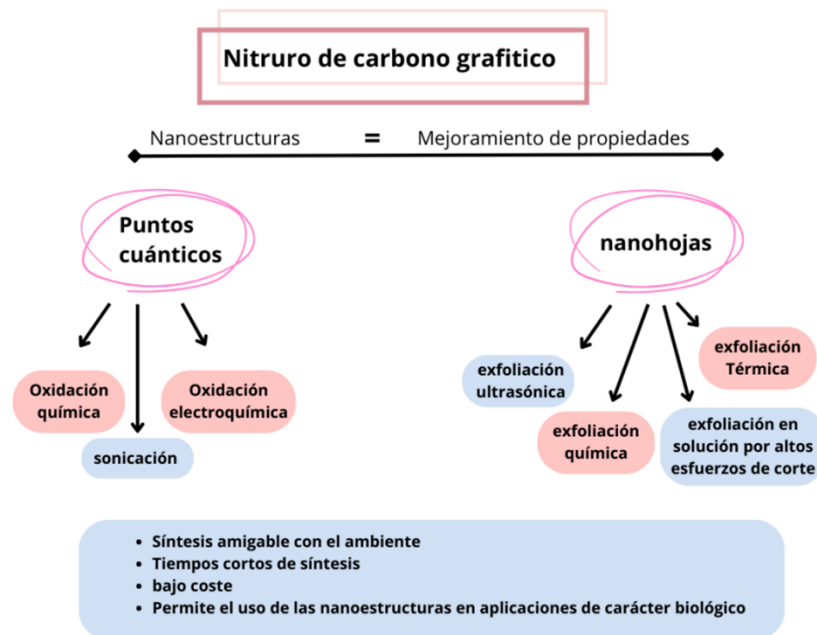 Nitruro de carbono grafitico
Nanoestructuras = Mejoramiento de propiedades
Puntos
cuánticos
nanohojas
Oxidación
química
sonicación
Oxidación
electroquímica
exfoliación
ultrasónica
exfoliación
química
exfoliación en
solución por altos
esfuerzos de corte
exfoliación
Térmica
• Síntesis amigable con el ambiente
• Tiempos cortos de síntesis
• bajo coste
• Permite el uso de las nanoestructuras en aplicaciones de carácter biológico